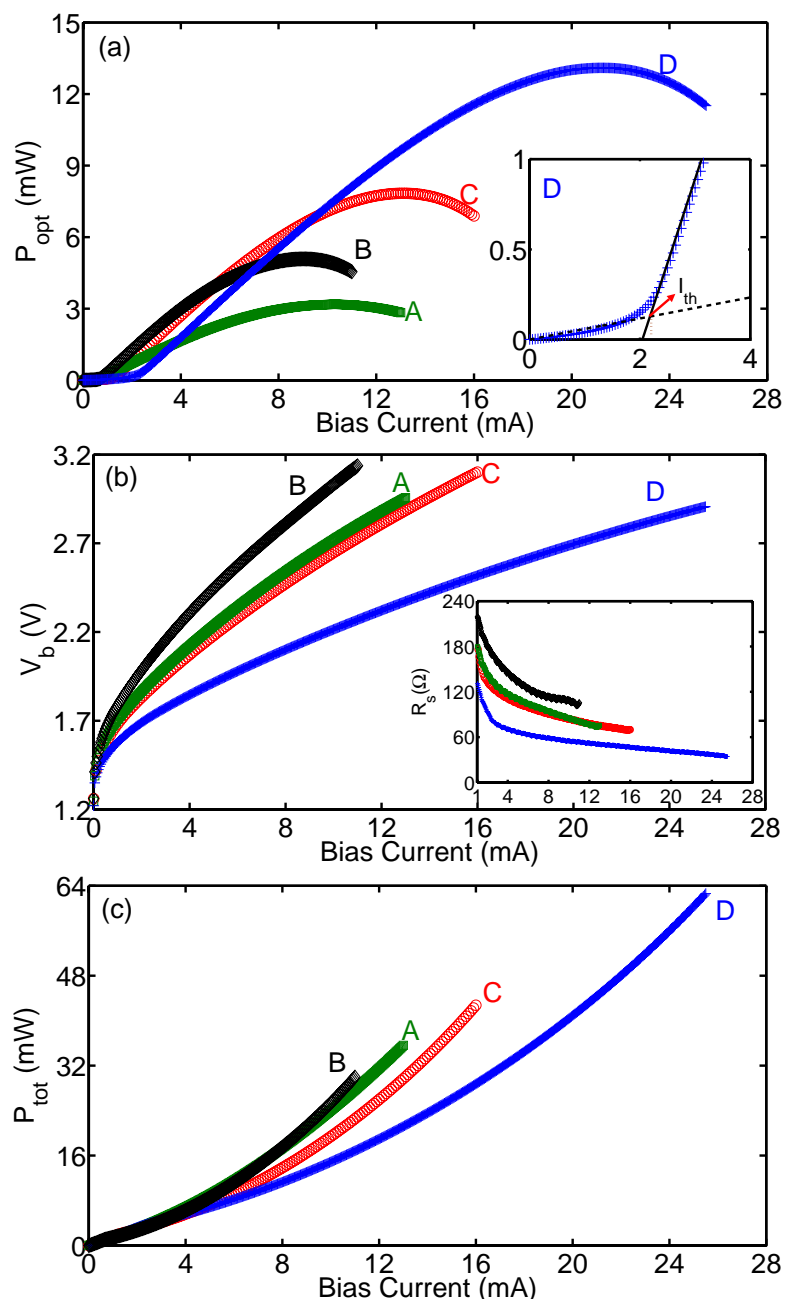 15
(a)
D
12
P_opt (mW)
9
1
D
C
6
0.5
B
I_th
3
A
0
0 2 4
0
0 4 8 12 16 20 24 28
Bias Current (mA)
3.2
(b)
B
A
C
D
2.7
V_b (V)
240
2.2
180
R_s(Ω)
120
1.7
60
0
4 8 12 16 20 24 28
1.2
0 4 8 12 16 20 24 28
Bias Current (mA)
64
(c)
D
48
C
P_tot (mW)
A
32
B
16
0
0 4 8 12 16 20 24 28
Bias Current (mA)